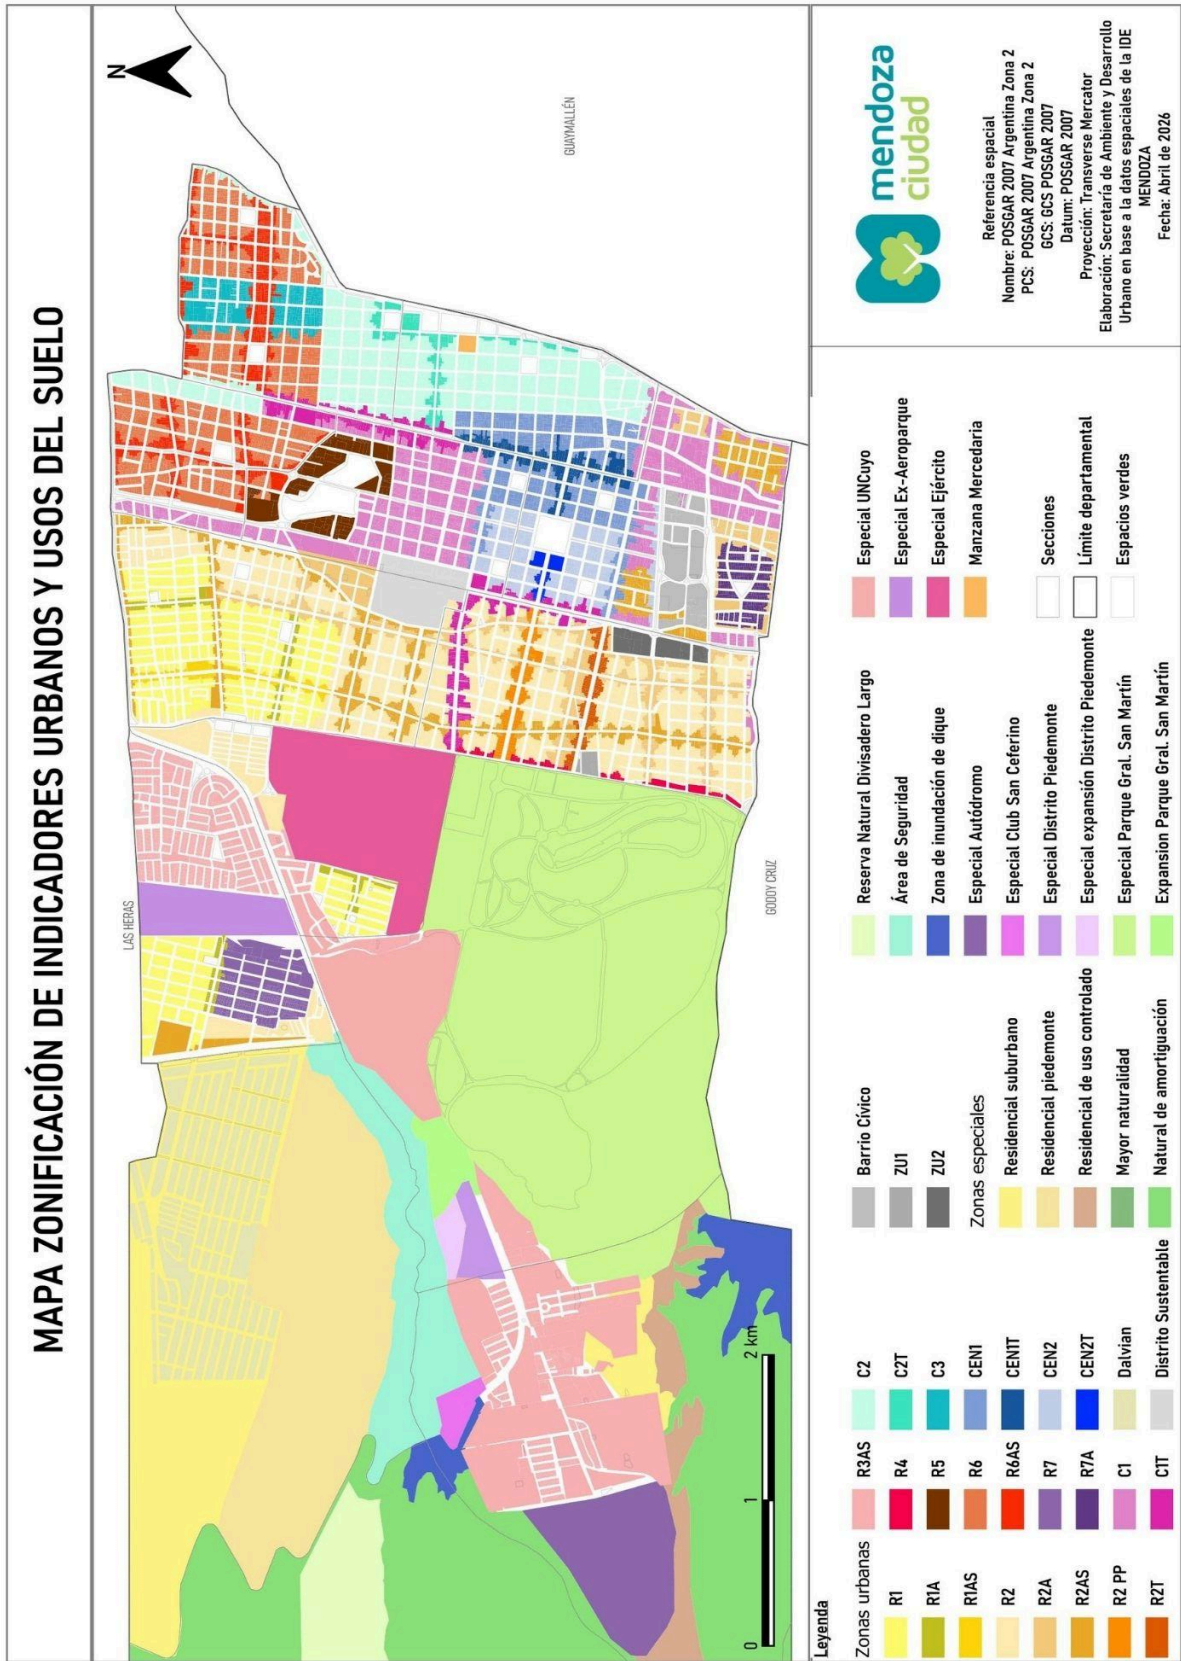 MAPA ZONIFICACIÓN DE INDICADORES URBANOS Y USOS DEL SUELO
N
LAS HERAS
GUAYMALLÉN
GODOY CRUZ
0 1 2 km
Leyenda
Zonas urbanas
R1
R1A
R1AS
R2
R2A
R2AS
R2 PP
R2T
R3AS
R4
R5
R6
R6AS
R7
R7A
C1
C1T
C2
C2T
C3
CEN1
CEN1T
CEN2
CEN2T
Dalvian
Distrito Sustentable
Barrio Cívico
ZU1
ZU2
Zonas especiales
Residencial suburbano
Residencial piedemonte
Residencial de uso controlado
Mayor naturalidad
Natural de amortiguación
Reserva Natural Divisadero Largo
Área de Seguridad
Zona de inundación de dique
Especial Autódromo
Especial Club San Ceferino
Especial Distrito Piedemonte
Especial expansión Distrito Piedemonte
Especial Parque Gral. San Martín
Expansion Parque Gral. San Martín
Especial UNCuyo
Especial Ex-Aeroparque
Especial Ejército
Manzana Mercedaria
Secciones
Límite departamental
Espacios verdes
mendoza
ciudad
Referencia espacial
Nombre: POSGAR 2007 Argentina Zona 2
PCS: POSGAR 2007 Argentina Zona 2
GCS: GCS POSGAR 2007
Datum: POSGAR 2007
Proyección: Transverse Mercator
Elaboración: Secretaría de Ambiente y Desarrollo
Urbano en base a la datos espaciales de la IDE
MENDOZA
Fecha: Abril de 2026